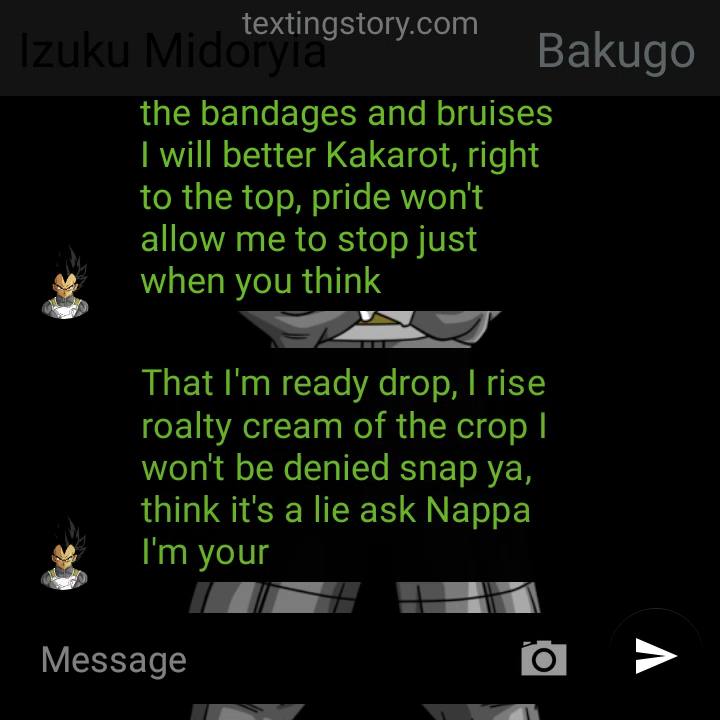 textingstory.com
Izuku Midoryia
Bakugo
the bandages and bruises
I will better Kakarot, right
to the top, pride won't
allow me to stop just
when you think
That I'm ready drop, I rise
roalty cream of the crop I
won't be denied snap ya,
think it's a lie ask Nappa
I'm your
Message